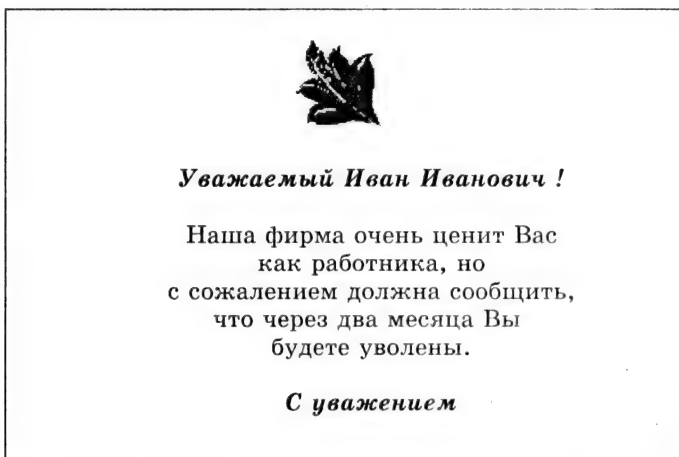 Уважаемый Иван Иванович !
Наша фирма очень ценит Вас
как работника, но
с сожалением должна сообщить,
что через два месяца Вы
будете уволены.
С уважением